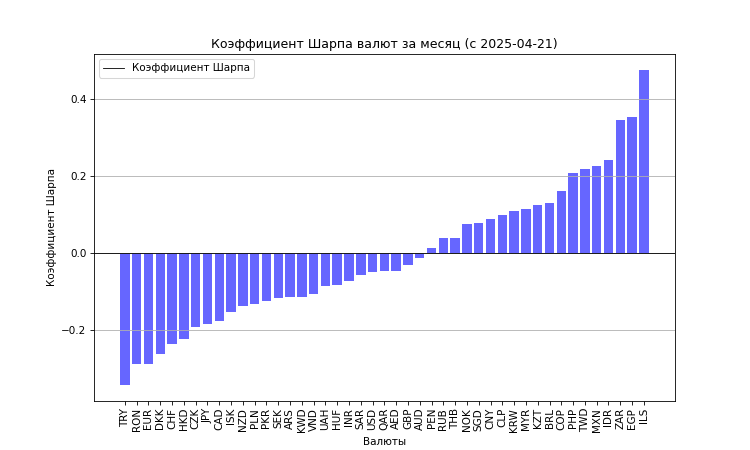 Коэффициент Шарпа валют за месяц (с 2025-04-21)
Коэффициент Шарпа
Коэффициент Шарпа
0.4
0.2
0.0
−0.2
TRY
RON
EUR
DKK
CHF
HKD
CZK
JPY
CAD
ISK
NZD
PLN
PKR
SEK
ARS
KWD
VND
UAH
HUF
INR
SAR
USD
QAR
AED
GBP
AUD
PEN
RUB
THB
NOK
SGD
CNY
CLP
KRW
MYR
KZT
BRL
COP
PHP
TWD
MXN
IDR
ZAR
EGP
ILS
Валюты